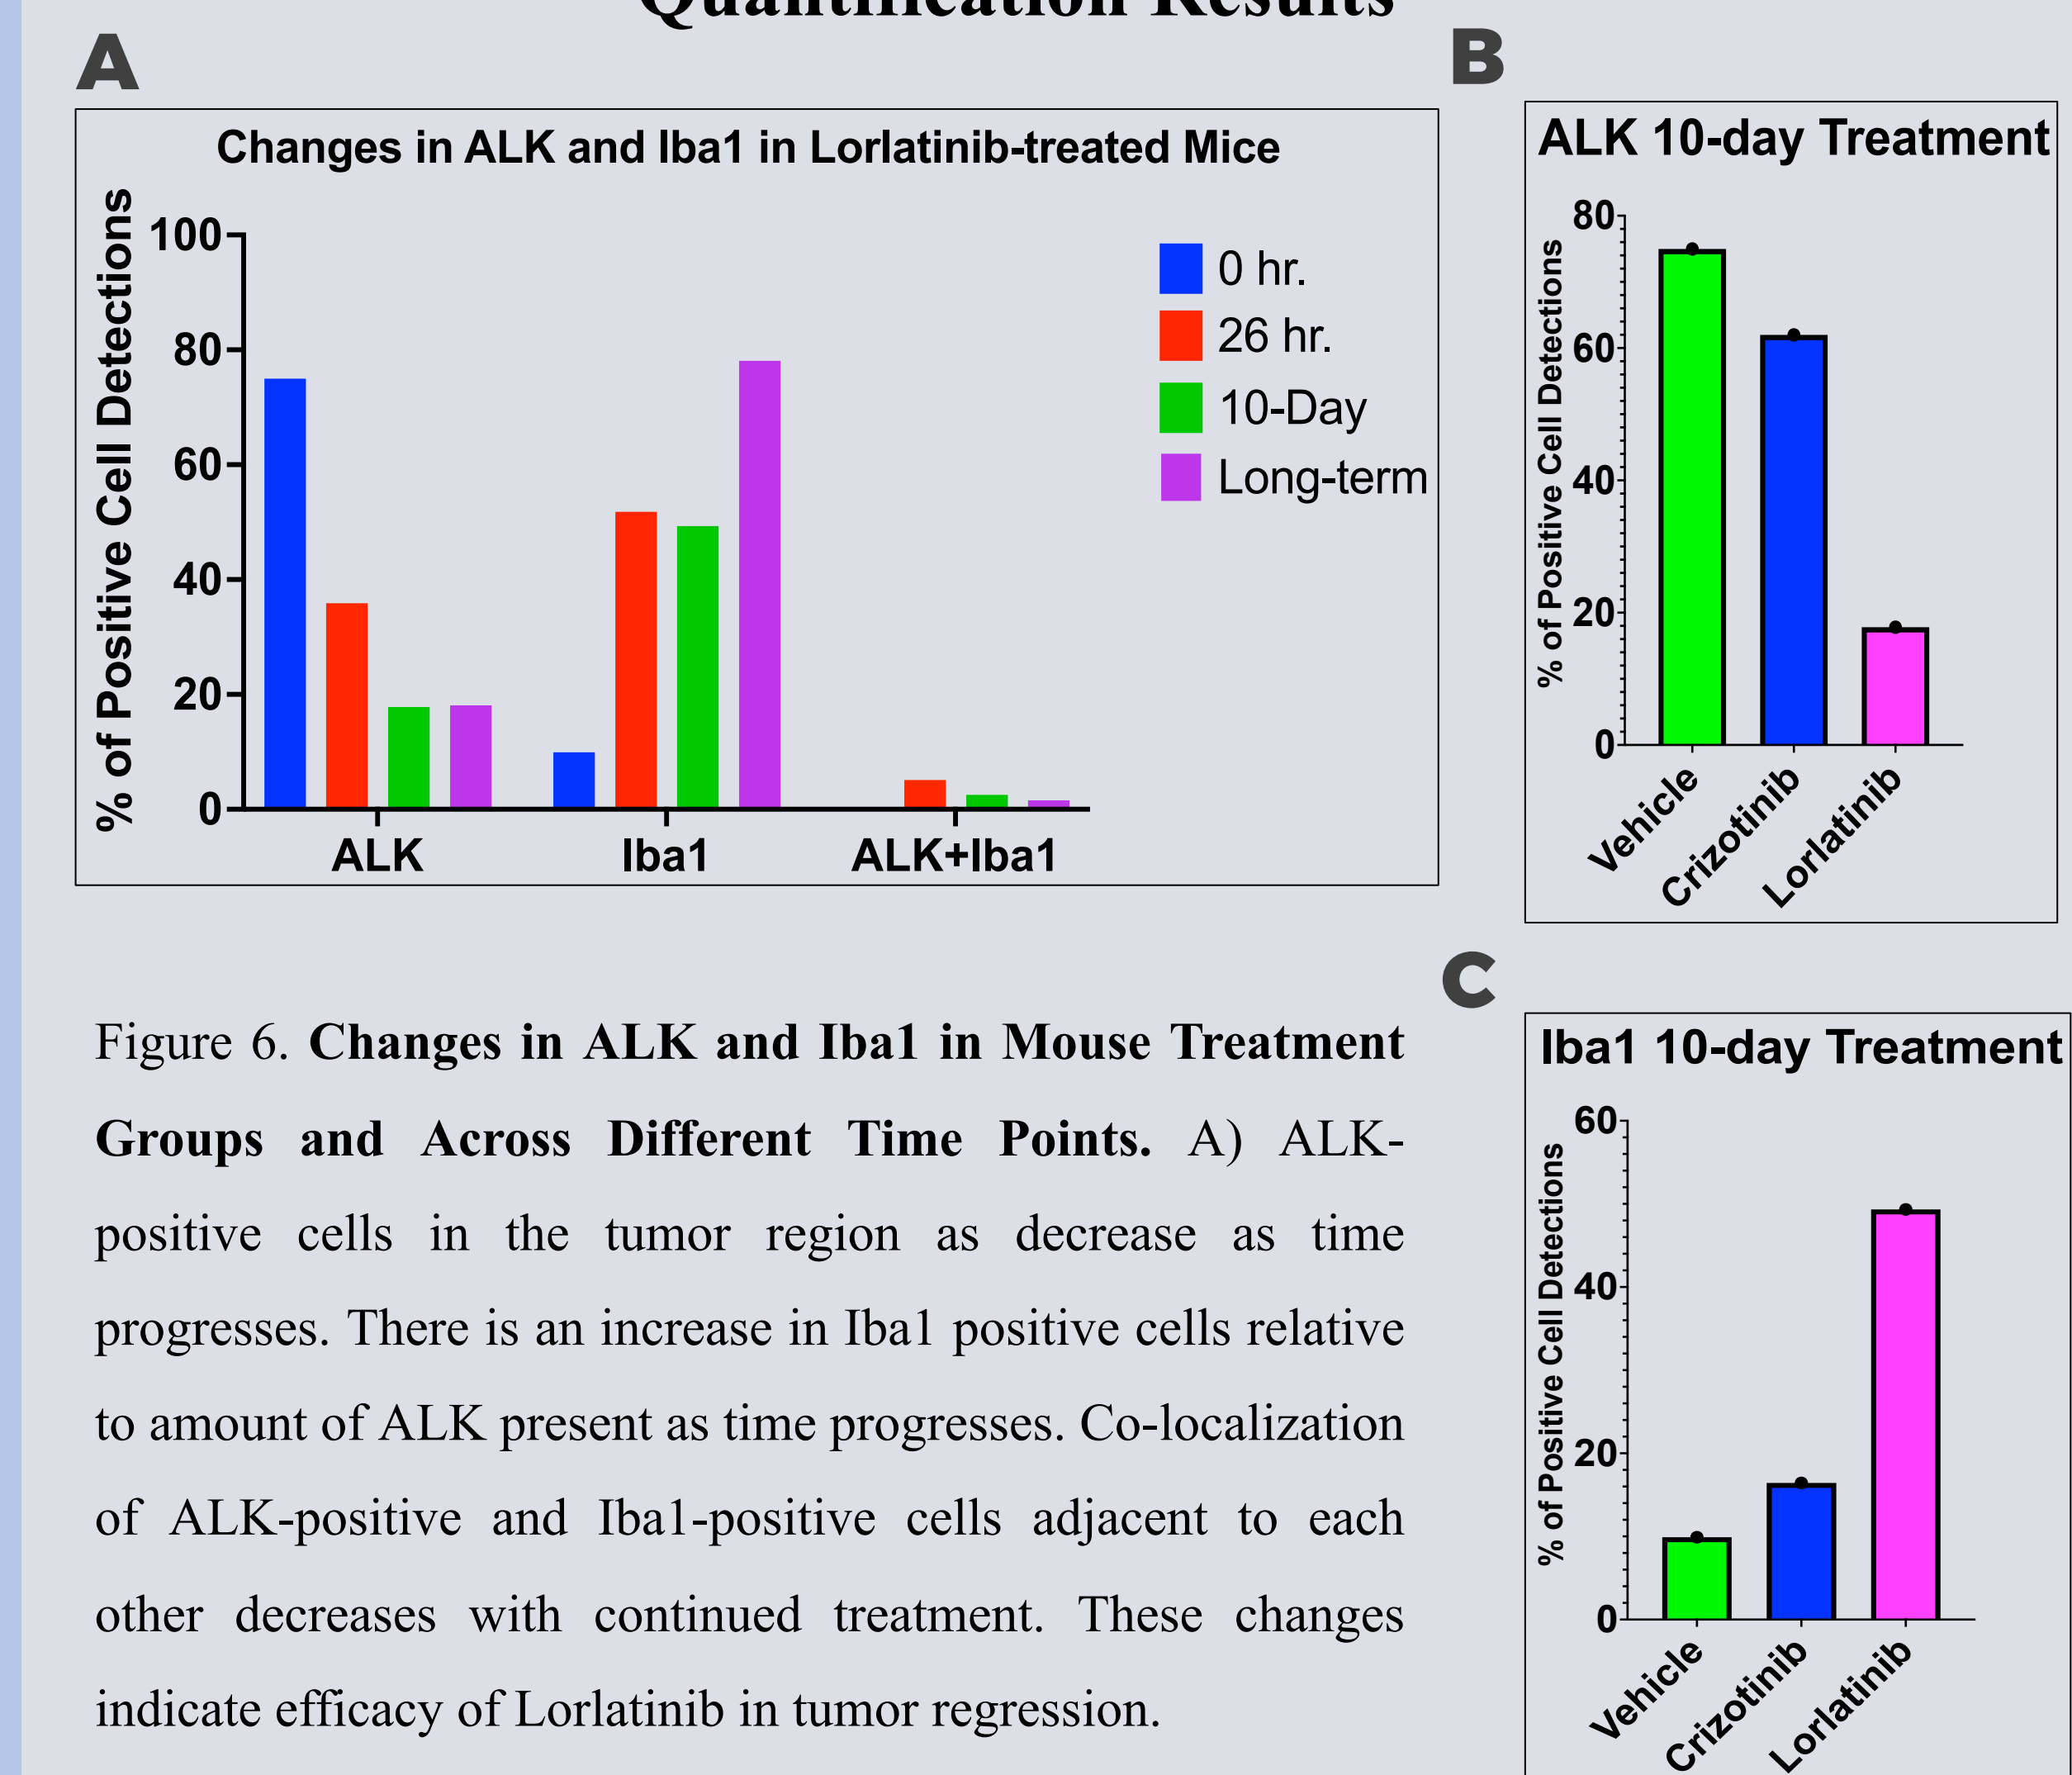 Quantification Results
A
Changes in ALK and Iba1 in Lorlatinib-treated Mice
% of Positive Cell Detections
100
80
60
40
20
0
ALK
Iba1
ALK+Iba1
0 hr.
26 hr.
10-Day
Long-term
B
ALK 10-day Treatment
% of Positive Cell Detections
80
60
40
20
0
Vehicle
Crizotinib
Lorlatinib
Figure 6. Changes in ALK and Iba1 in Mouse Treatment
Groups and Across Different Time Points. A) ALK-
positive cells in the tumor region as decrease as time
progresses. There is an increase in Iba1 positive cells relative
to amount of ALK present as time progresses. Co-localization
of ALK-positive and Iba1-positive cells adjacent to each
other decreases with continued treatment. These changes
indicate efficacy of Lorlatinib in tumor regression.
C
Iba1 10-day Treatment
% of Positive Cell Detections
60
40
20
0
Vehicle
Crizotinib
Lorlatinib